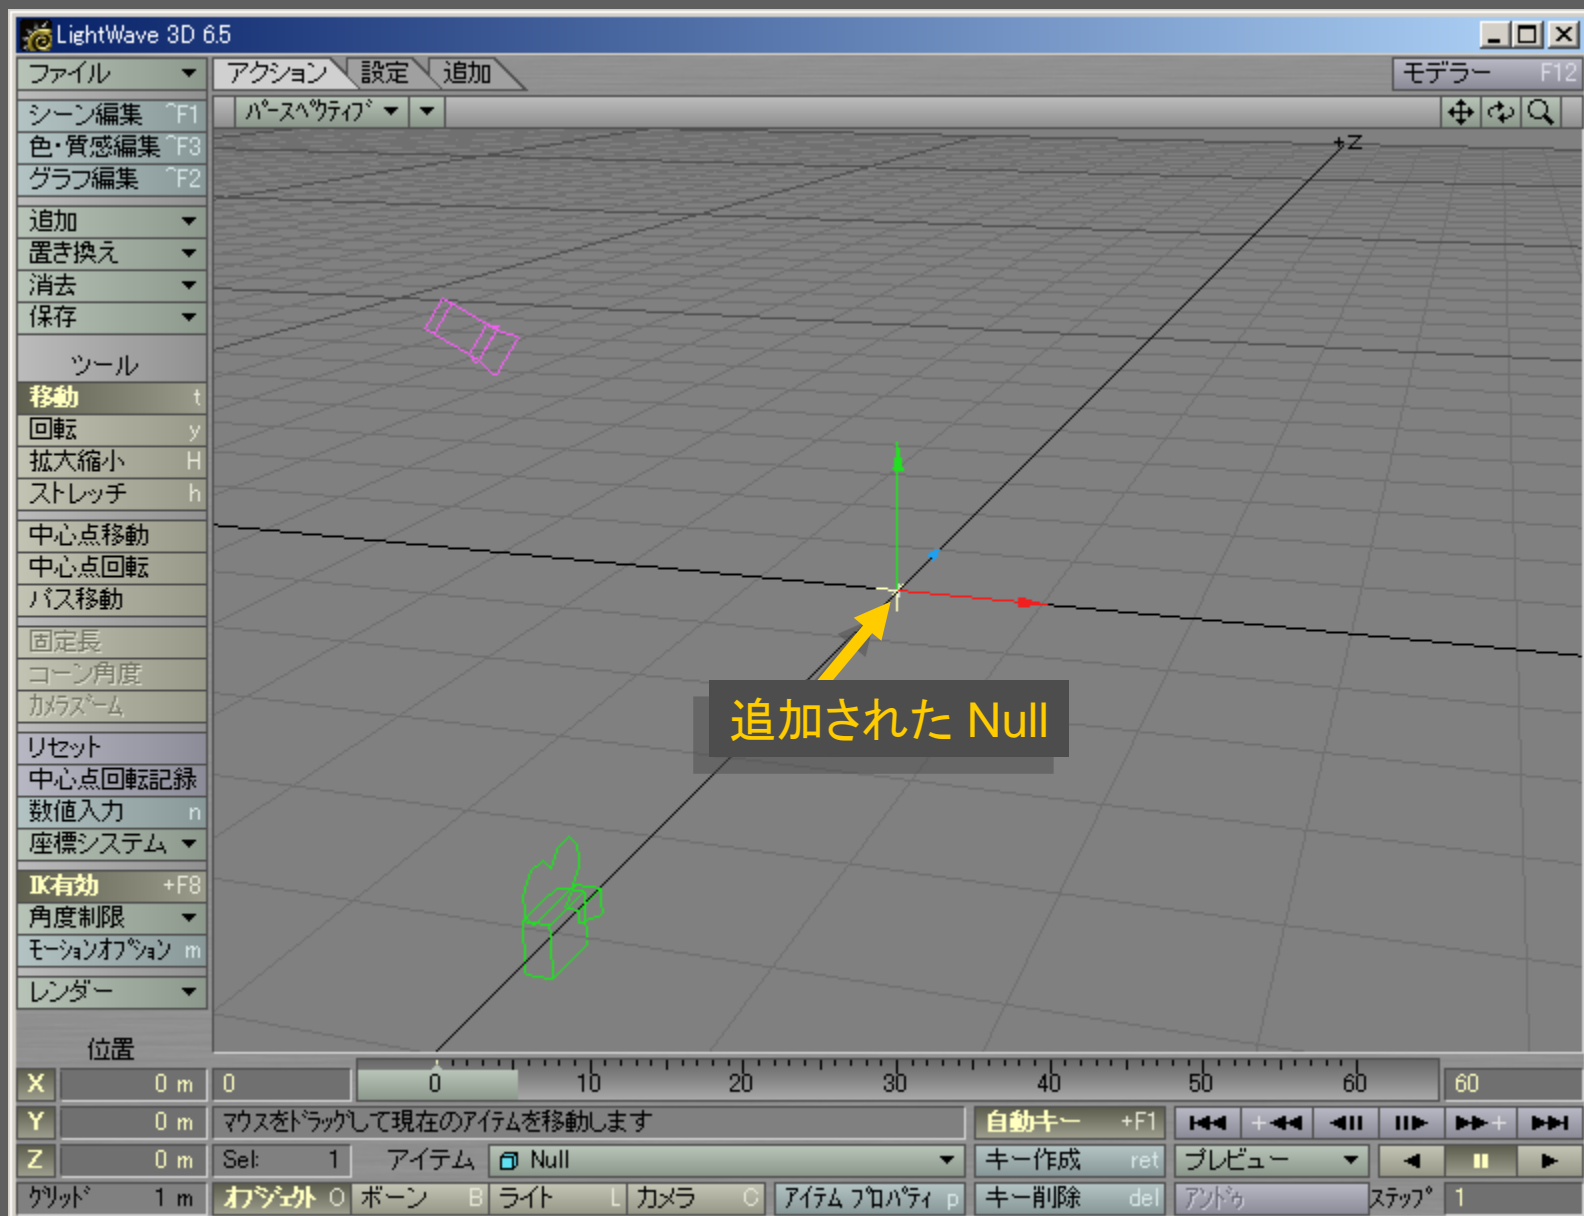 LightWave 3D 6.5
ファイル
アクション 設定 追加
モデラー F12
シーン編集 ^F1
パースペクティブ
色・質感編集 ^F3
グラフ編集 ^F2
+Z
追加
置き換え
消去
保存
ツール
移動 t
回転 y
拡大縮小 H
ストレッチ h
中心点移動
中心点回転
パス移動
固定長
コーン角度
カメラズーム
追加された Null
リセット
中心点回転記録
数値入力 n
座標システム
IK有効 +F8
角度制限
モーションオプション m
レンダー
位置
X 0 m 0 0 10 20 30 40 50 60 60
Y 0 m マウスをドラッグして現在のアイテムを移動します 自動キー +F1
Z 0 m Sel: 1 アイテム Null キー作成 ret プレビュー
グリッド 1 m オブジェクト O ボーン B ライト L カメラ C アイテム プロパティ p キー削除 del アンドゥ ステップ 1